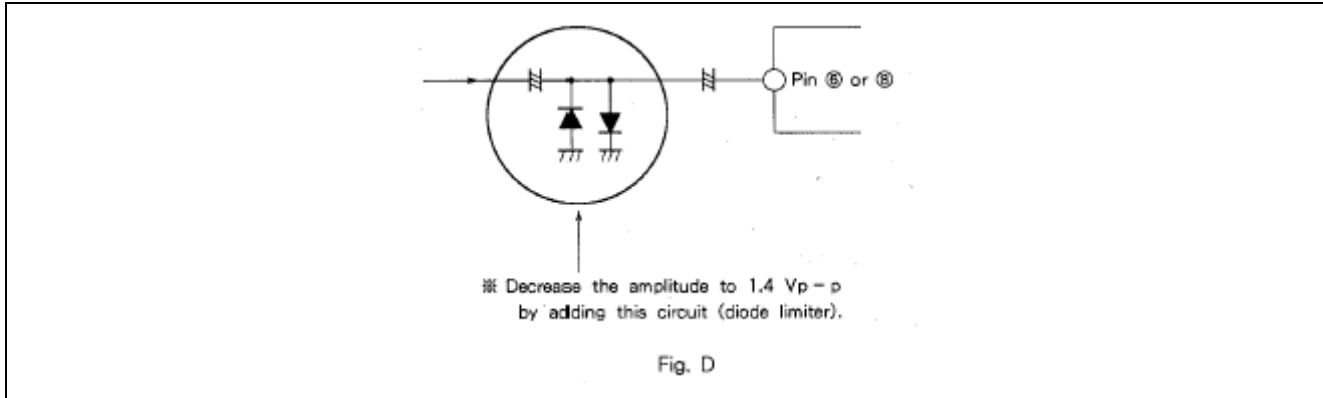 Pin ⑥ or ⑧
※ Decrease the amplitude to 1.4 Vp-p
by adding this circuit (diode limiter).
Fig. D